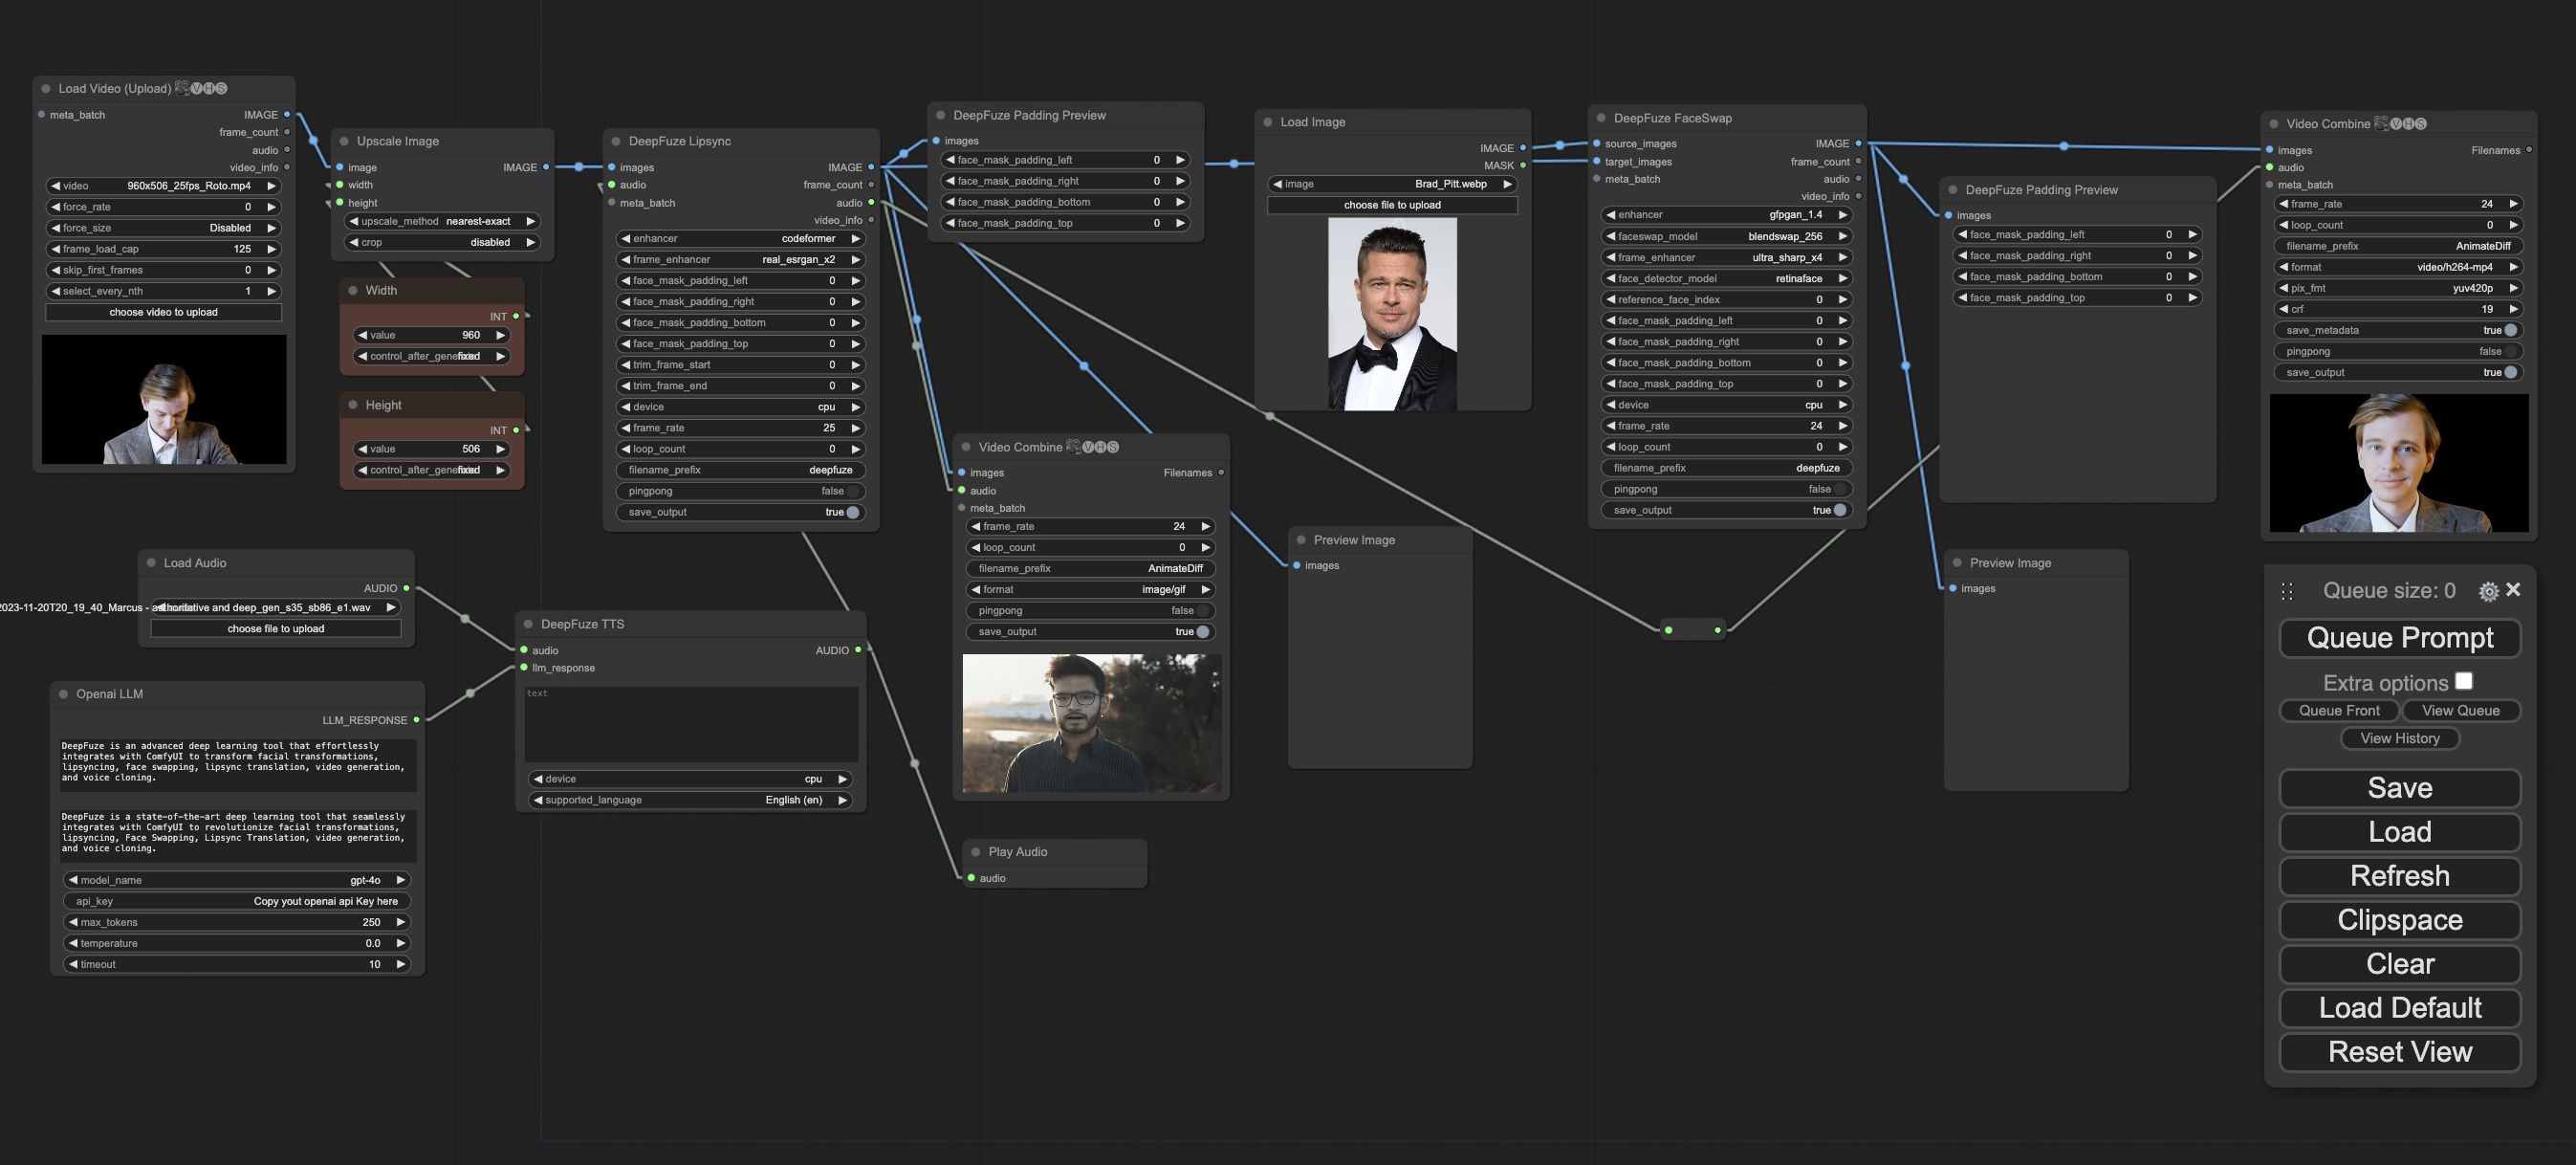 Load Video (Upload) VHS
meta_batch IMAGE
frame_count
audio
video_info
video 960x506_25fps_Roto.mp4
force_rate 0
force_size Disabled
frame_load_cap 125
skip_first_frames 0
select_every_nth 1
choose video to upload
Upscale Image
image IMAGE
width
height
upscale_method nearest-exact
crop disabled
Width
INT
value 960
control_after_generate fixed
Height
INT
value 506
control_after_generate fixed
DeepFuze Lipsync
images IMAGE
audio frame_count
meta_batch audio
video_info
enhancer codeformer
frame_enhancer real_esrgan_x2
face_mask_padding_left 0
face_mask_padding_right 0
face_mask_padding_bottom 0
face_mask_padding_top 0
trim_frame_start 0
trim_frame_end 0
device cpu
frame_rate 25
loop_count 0
filename_prefix deepfuze
pingpong false
save_output true
Load Audio
AUDIO
2023-11-20T20_19_40_Marcus - authoritative and deep_gen_s35_sb86_e1.wav
choose file to upload
Openai LLM
LLM_RESPONSE
DeepFuze is an advanced deep learning tool that effortlessly
integrates with ComfyUI to transform facial transformations,
lipsyncing, face swapping, lipsync translation, video generation,
and voice cloning.
DeepFuze is a state-of-the-art deep learning tool that seamlessly
integrates with ComfyUI to revolutionize facial transformations,
lipsyncing, Face Swapping, Lipsync Translation, video generation,
and voice cloning.
model_name gpt-4o
api_key Copy yout openai api Key here
max_tokens 250
temperature 0.0
timeout 10
DeepFuze TTS
audio AUDIO
llm_response
text
device cpu
supported_language English (en)
DeepFuze Padding Preview
images
face_mask_padding_left 0
face_mask_padding_right 0
face_mask_padding_bottom 0
face_mask_padding_top 0
Video Combine VHS
images Filenames
audio
meta_batch
frame_rate 24
loop_count 0
filename_prefix AnimateDiff
format image/gif
pingpong false
save_output true
Play Audio
audio
Load Image
IMAGE
MASK
image Brad_Pitt.webp
choose file to upload
Preview Image
images
DeepFuze FaceSwap
source_images IMAGE
target_images frame_count
meta_batch audio
video_info
enhancer gfpgan_1.4
faceswap_model blendswap_256
frame_enhancer ultra_sharp_x4
face_detector_model retinaface
reference_face_index 0
face_mask_padding_left 0
face_mask_padding_right 0
face_mask_padding_bottom 0
face_mask_padding_top 0
device cpu
frame_rate 24
loop_count 0
filename_prefix deepfuze
pingpong false
save_output true
DeepFuze Padding Preview
images
face_mask_padding_left 0
face_mask_padding_right 0
face_mask_padding_bottom 0
face_mask_padding_top 0
Preview Image
images
Video Combine VHS
images Filenames
audio
meta_batch
frame_rate 24
loop_count 0
filename_prefix AnimateDiff
format video/h264-mp4
pix_fmt yuv420p
crf 19
save_metadata true
pingpong false
save_output true
Queue size: 0
Queue Prompt
Extra options
Queue Front View Queue
View History
Save
Load
Refresh
Clipspace
Clear
Load Default
Reset View